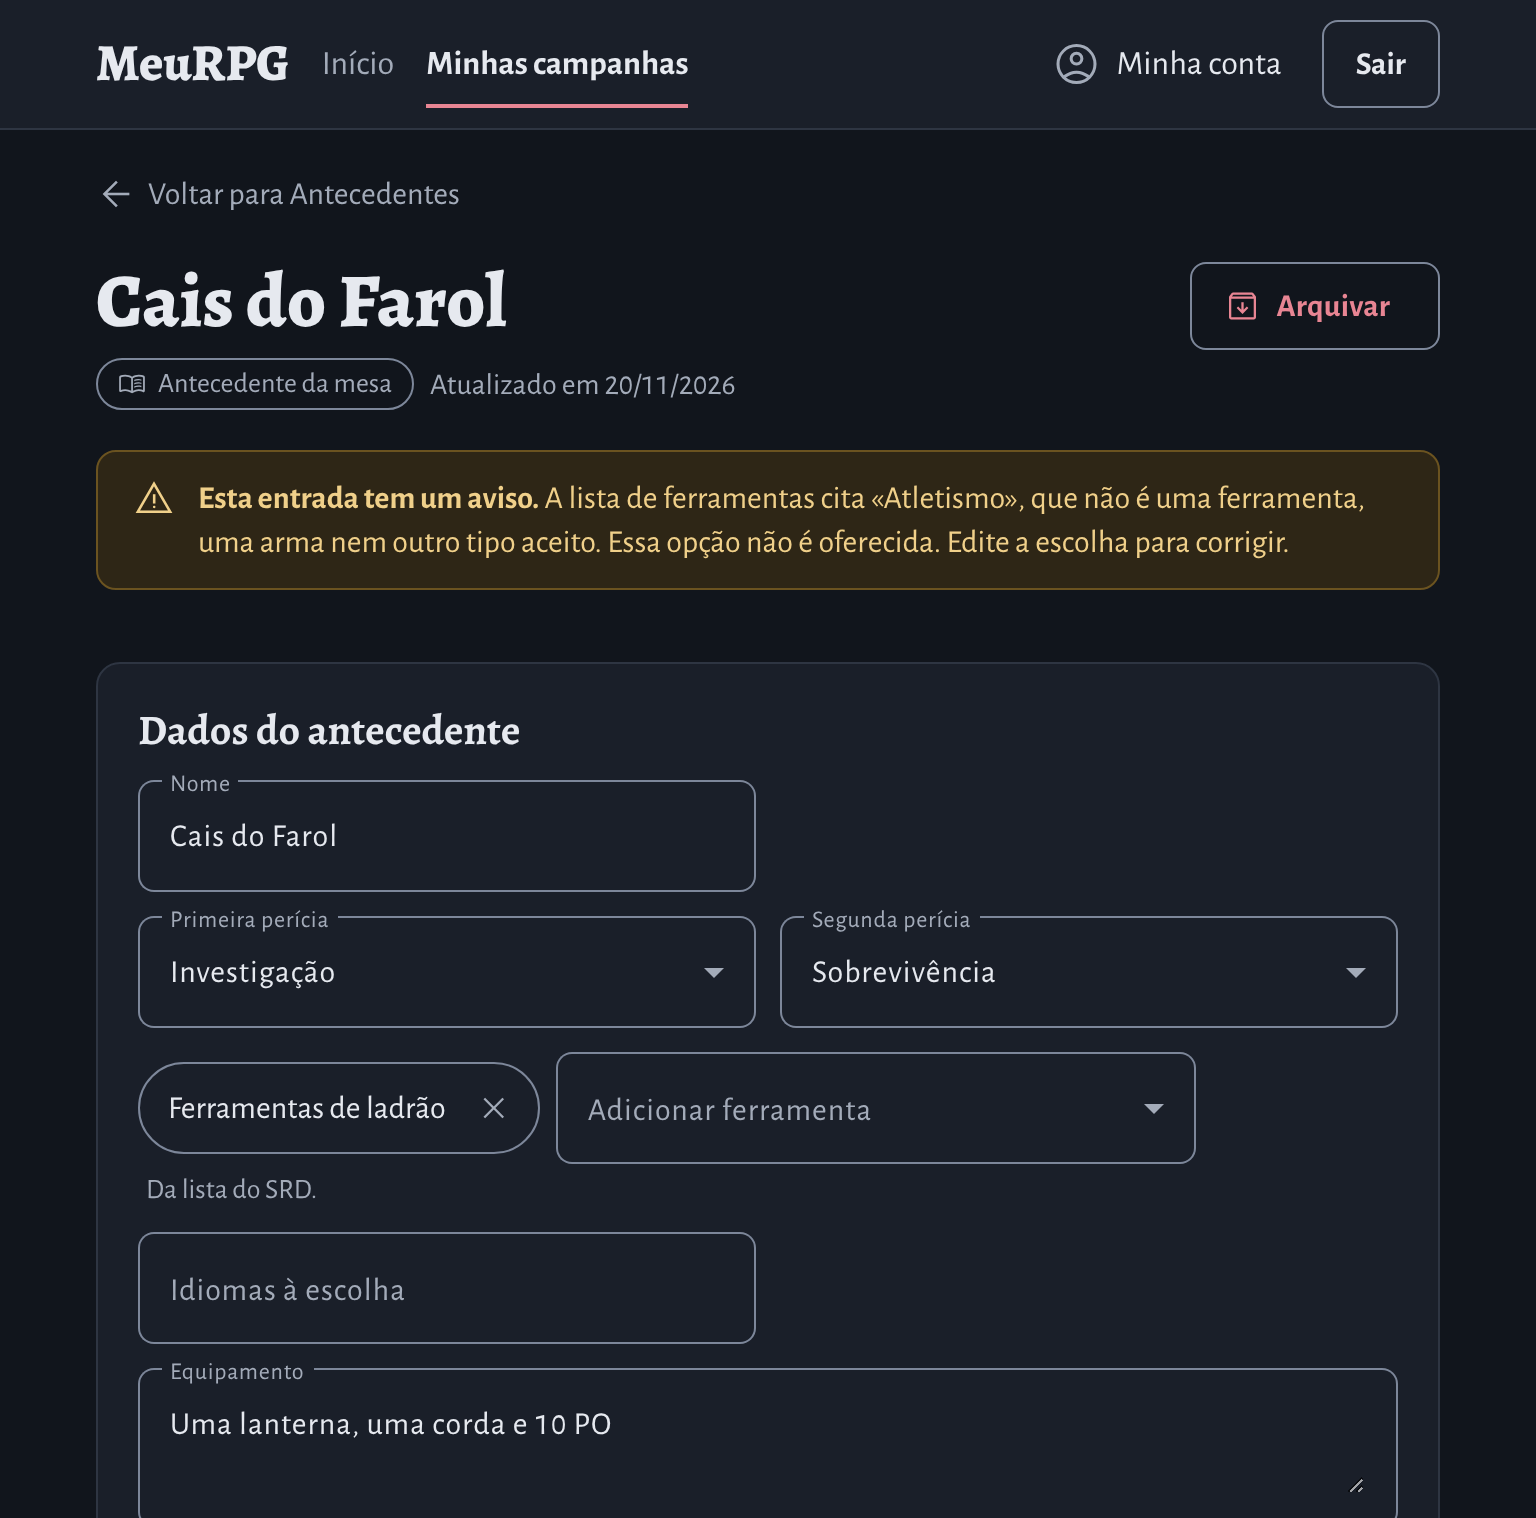 MeuRPG Início Minhas campanhas Minha conta Sair
Voltar para Antecedentes
Cais do Farol
Arquivar
Antecedente da mesa Atualizado em 20/11/2026
Esta entrada tem um aviso. A lista de ferramentas cita «Atletismo», que não é uma ferramenta,
uma arma nem outro tipo aceito. Essa opção não é oferecida. Edite a escolha para corrigir.
Dados do antecedente
Nome
Cais do Farol
Primeira perícia Segunda perícia
Investigação Sobrevivência
Ferramentas de ladrão Adicionar ferramenta
Da lista do SRD.
Idiomas à escolha
Equipamento
Uma lanterna, uma corda e 10 PO